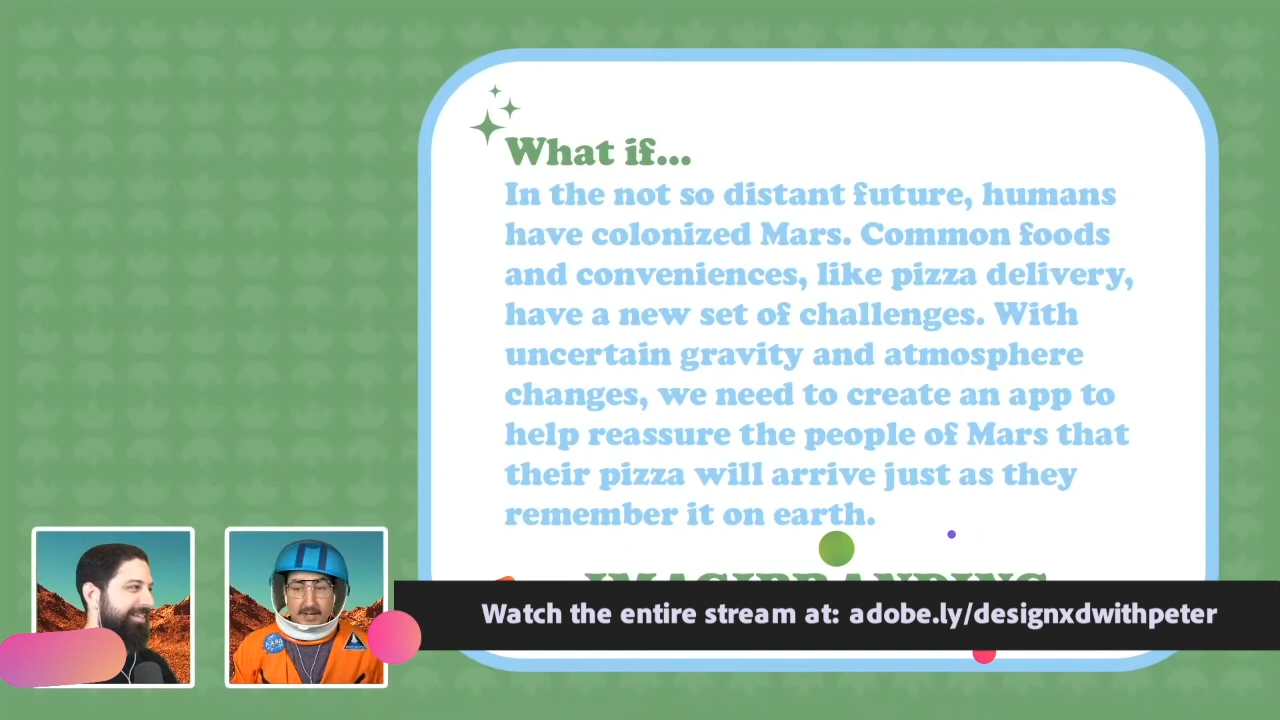 What if...
In the not so distant future, humans
have colonized Mars. Common foods
and conveniences, like pizza delivery,
have a new set of challenges. With
uncertain gravity and atmosphere
changes, we need to create an app to
help reassure the people of Mars that
their pizza will arrive just as they
remember it on earth.
IMAGIBRANDING
Watch the entire stream at: adobe.ly/designxdwithpeter
NASA